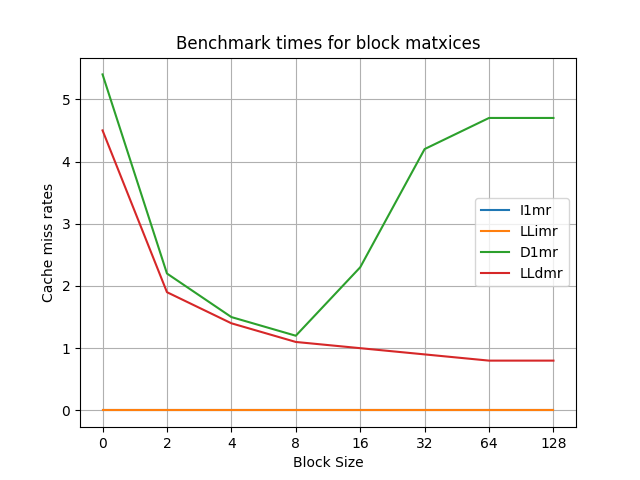 Benchmark times for block matxices
Cache miss rates
5
4
3
2
1
0
I1mr
LLimr
D1mr
LLdmr
0 2 4 8 16 32 64 128
Block Size